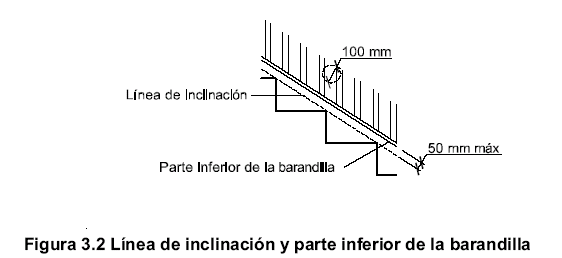 100 mm
Línea de inclinación
50 mm máx
Parte inferior de la barandilla
Figura 3.2 Línea de inclinación y parte inferior de la barandilla